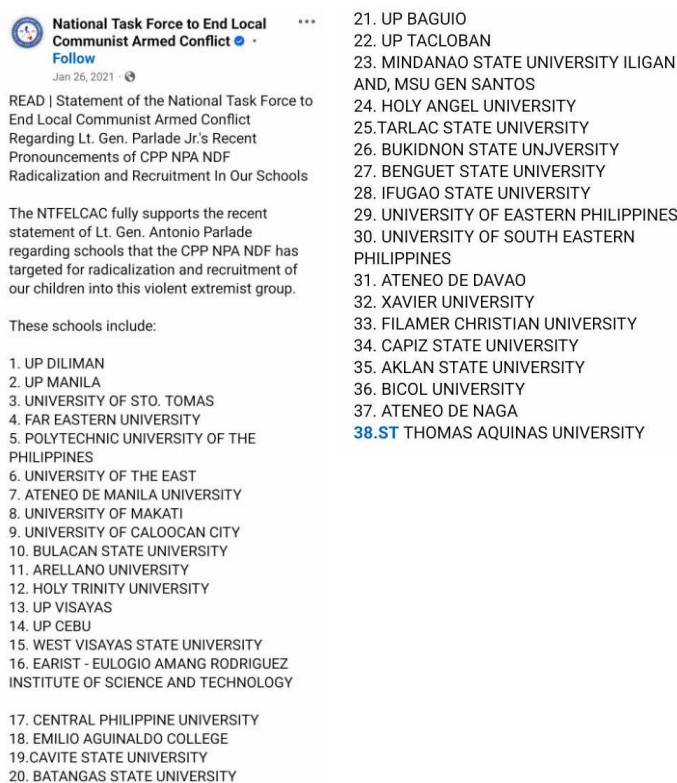 National Task Force to End Local
Communist Armed Conflict ·
Follow
Jan 26, 2021 ·
READ | Statement of the National Task Force to
End Local Communist Armed Conflict
Regarding Lt. Gen. Parlade Jr.'s Recent
Pronouncements of CPP NPA NDF
Radicalization and Recruitment In Our Schools
The NTFELCAC fully supports the recent
statement of Lt. Gen. Antonio Parlade
regarding schools that the CPP NPA NDF has
targeted for radicalization and recruitment of
our children into this violent extremist group.
These schools include:
1. UP DILIMAN
2. UP MANILA
3. UNIVERSITY OF STO. TOMAS
4. FAR EASTERN UNIVERSITY
5. POLYTECHNIC UNIVERSITY OF THE
PHILIPPINES
6. UNIVERSITY OF THE EAST
7. ATENEO DE MANILA UNIVERSITY
8. UNIVERSITY OF MAKATI
9. UNIVERSITY OF CALOOCAN CITY
10. BULACAN STATE UNIVERSITY
11. ARELLANO UNIVERSITY
12. HOLY TRINITY UNIVERSITY
13. UP VISAYAS
14. UP CEBU
15. WEST VISAYAS STATE UNIVERSITY
16. EARIST - EULOGIO AMANG RODRIGUEZ
INSTITUTE OF SCIENCE AND TECHNOLOGY
17. CENTRAL PHILIPPINE UNIVERSITY
18. EMILIO AGUINALDO COLLEGE
19.CAVITE STATE UNIVERSITY
20. BATANGAS STATE UNIVERSITY
21. UP BAGUIO
22. UP TACLOBAN
23. MINDANAO STATE UNIVERSITY ILIGAN
AND, MSU GEN SANTOS
24. HOLY ANGEL UNIVERSITY
25.TARLAC STATE UNIVERSITY
26. BUKIDNON STATE UNJVERSITY
27. BENGUET STATE UNIVERSITY
28. IFUGAO STATE UNIVERSITY
29. UNIVERSITY OF EASTERN PHILIPPINES
30. UNIVERSITY OF SOUTH EASTERN
PHILIPPINES
31. ATENEO DE DAVAO
32. XAVIER UNIVERSITY
33. FILAMER CHRISTIAN UNIVERSITY
34. CAPIZ STATE UNIVERSITY
35. AKLAN STATE UNIVERSITY
36. BICOL UNIVERSITY
37. ATENEO DE NAGA
38.ST THOMAS AQUINAS UNIVERSITY